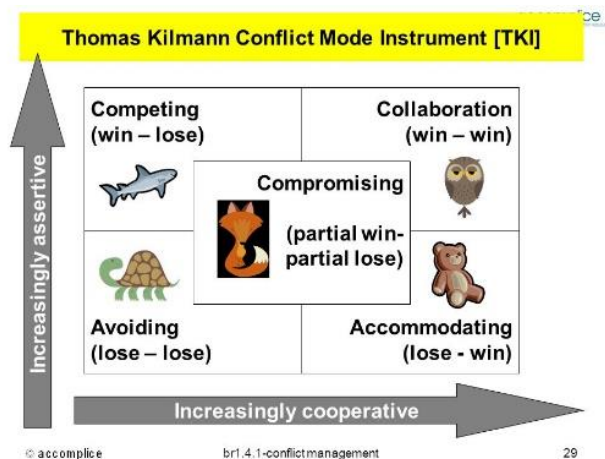 accomplice
Thomas Kilmann Conflict Mode Instrument [TKI]
Increasingly assertive
Competing
(win – lose)
Collaboration
(win – win)
Compromising
(partial win-
partial lose)
Avoiding
(lose – lose)
Accommodating
(lose - win)
Increasingly cooperative
© accomplice
br1.4.1-conflict management
29